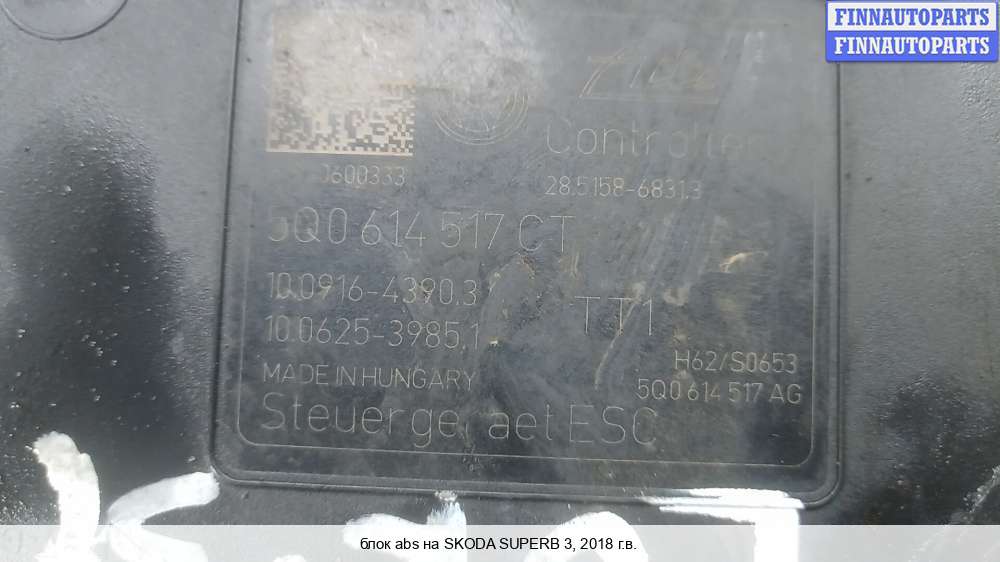 FINNAUTOPARTS
FINNAUTOPARTS
Controlle
0600333
28.5158-6831.3
5Q0 614 517 CT
10.0916-4390.3
TT1
10.0625-3985.1
H62/S0653
MADE IN HUNGARY
5Q0 614 517 AG
Steuergeraet ESC
блок abs на SKODA SUPERB 3, 2018 г.в.